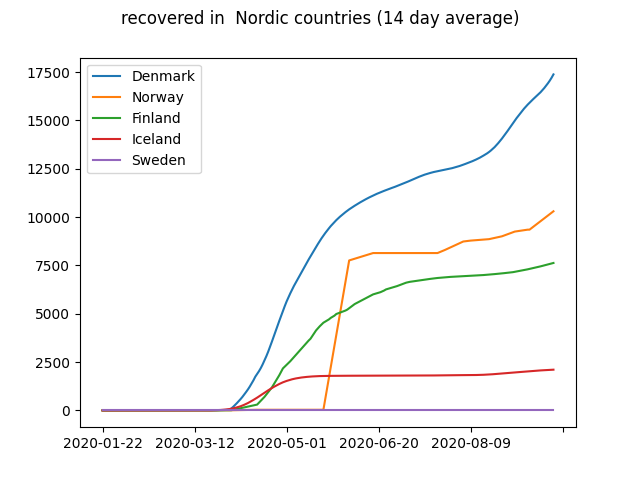 recovered in  Nordic countries (14 day average)
17500
15000
12500
10000
7500
5000
2500
0
Denmark
Norway
Finland
Iceland
Sweden
2020-01-22 2020-03-12 2020-05-01 2020-06-20 2020-08-09